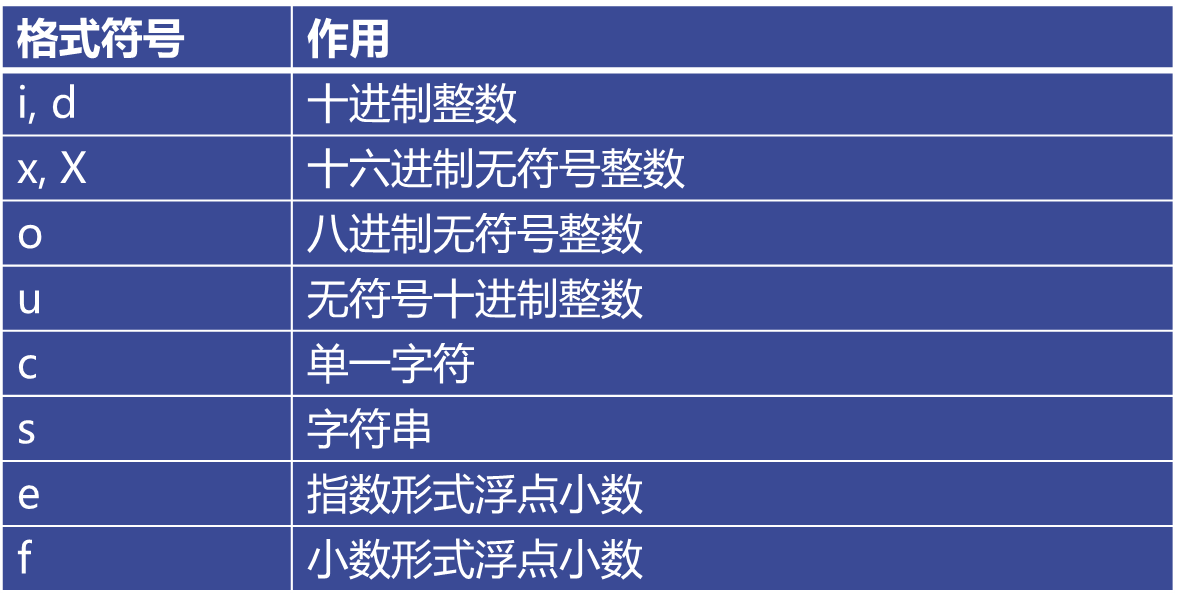 格式符号 作用
i, d 十进制整数
x, X 十六进制无符号整数
o 八进制无符号整数
u 无符号十进制整数
c 单一字符
s 字符串
e 指数形式浮点小数
f 小数形式浮点小数